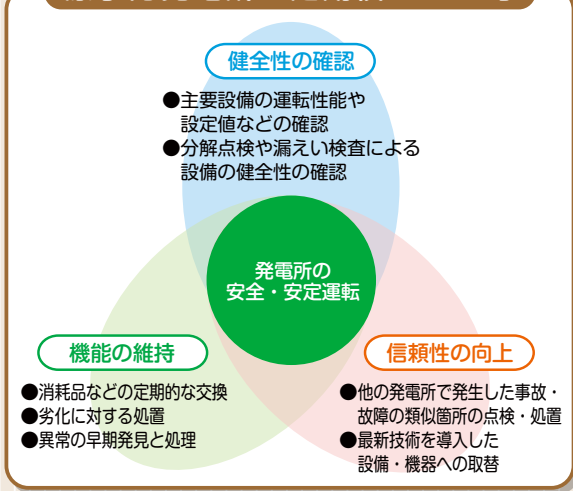 健全性の確認
●主要設備の運転性能や
設定値などの確認
●分解点検や漏えい検査による
設備の健全性の確認
発電所の
安全・安定運転
機能の維持
●消耗品などの定期的な交換
●劣化に対する処置
●異常の早期発見と処理
信頼性の向上
●他の発電所で発生した事故・
故障の類似箇所の点検・処置
●最新技術を導入した
設備・機器への取替